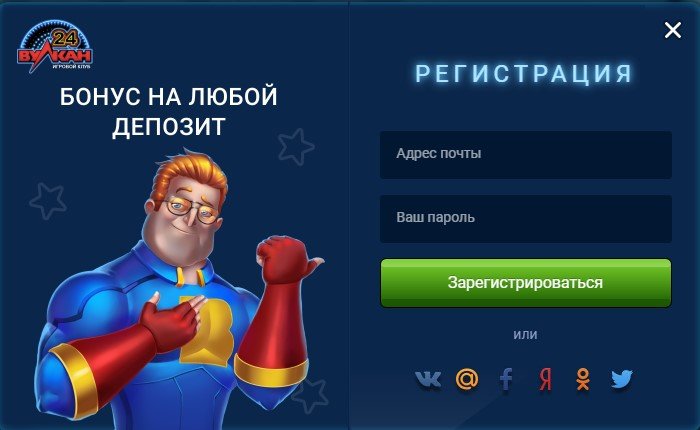 24
ВУЛКАН
ИГРОВОЙ КЛУБ
БОНУС НА ЛЮБОЙ
ДЕПОЗИТ
В
РЕГИСТРАЦИЯ
Адрес почты
Ваш пароль
Зарегистрироваться
или